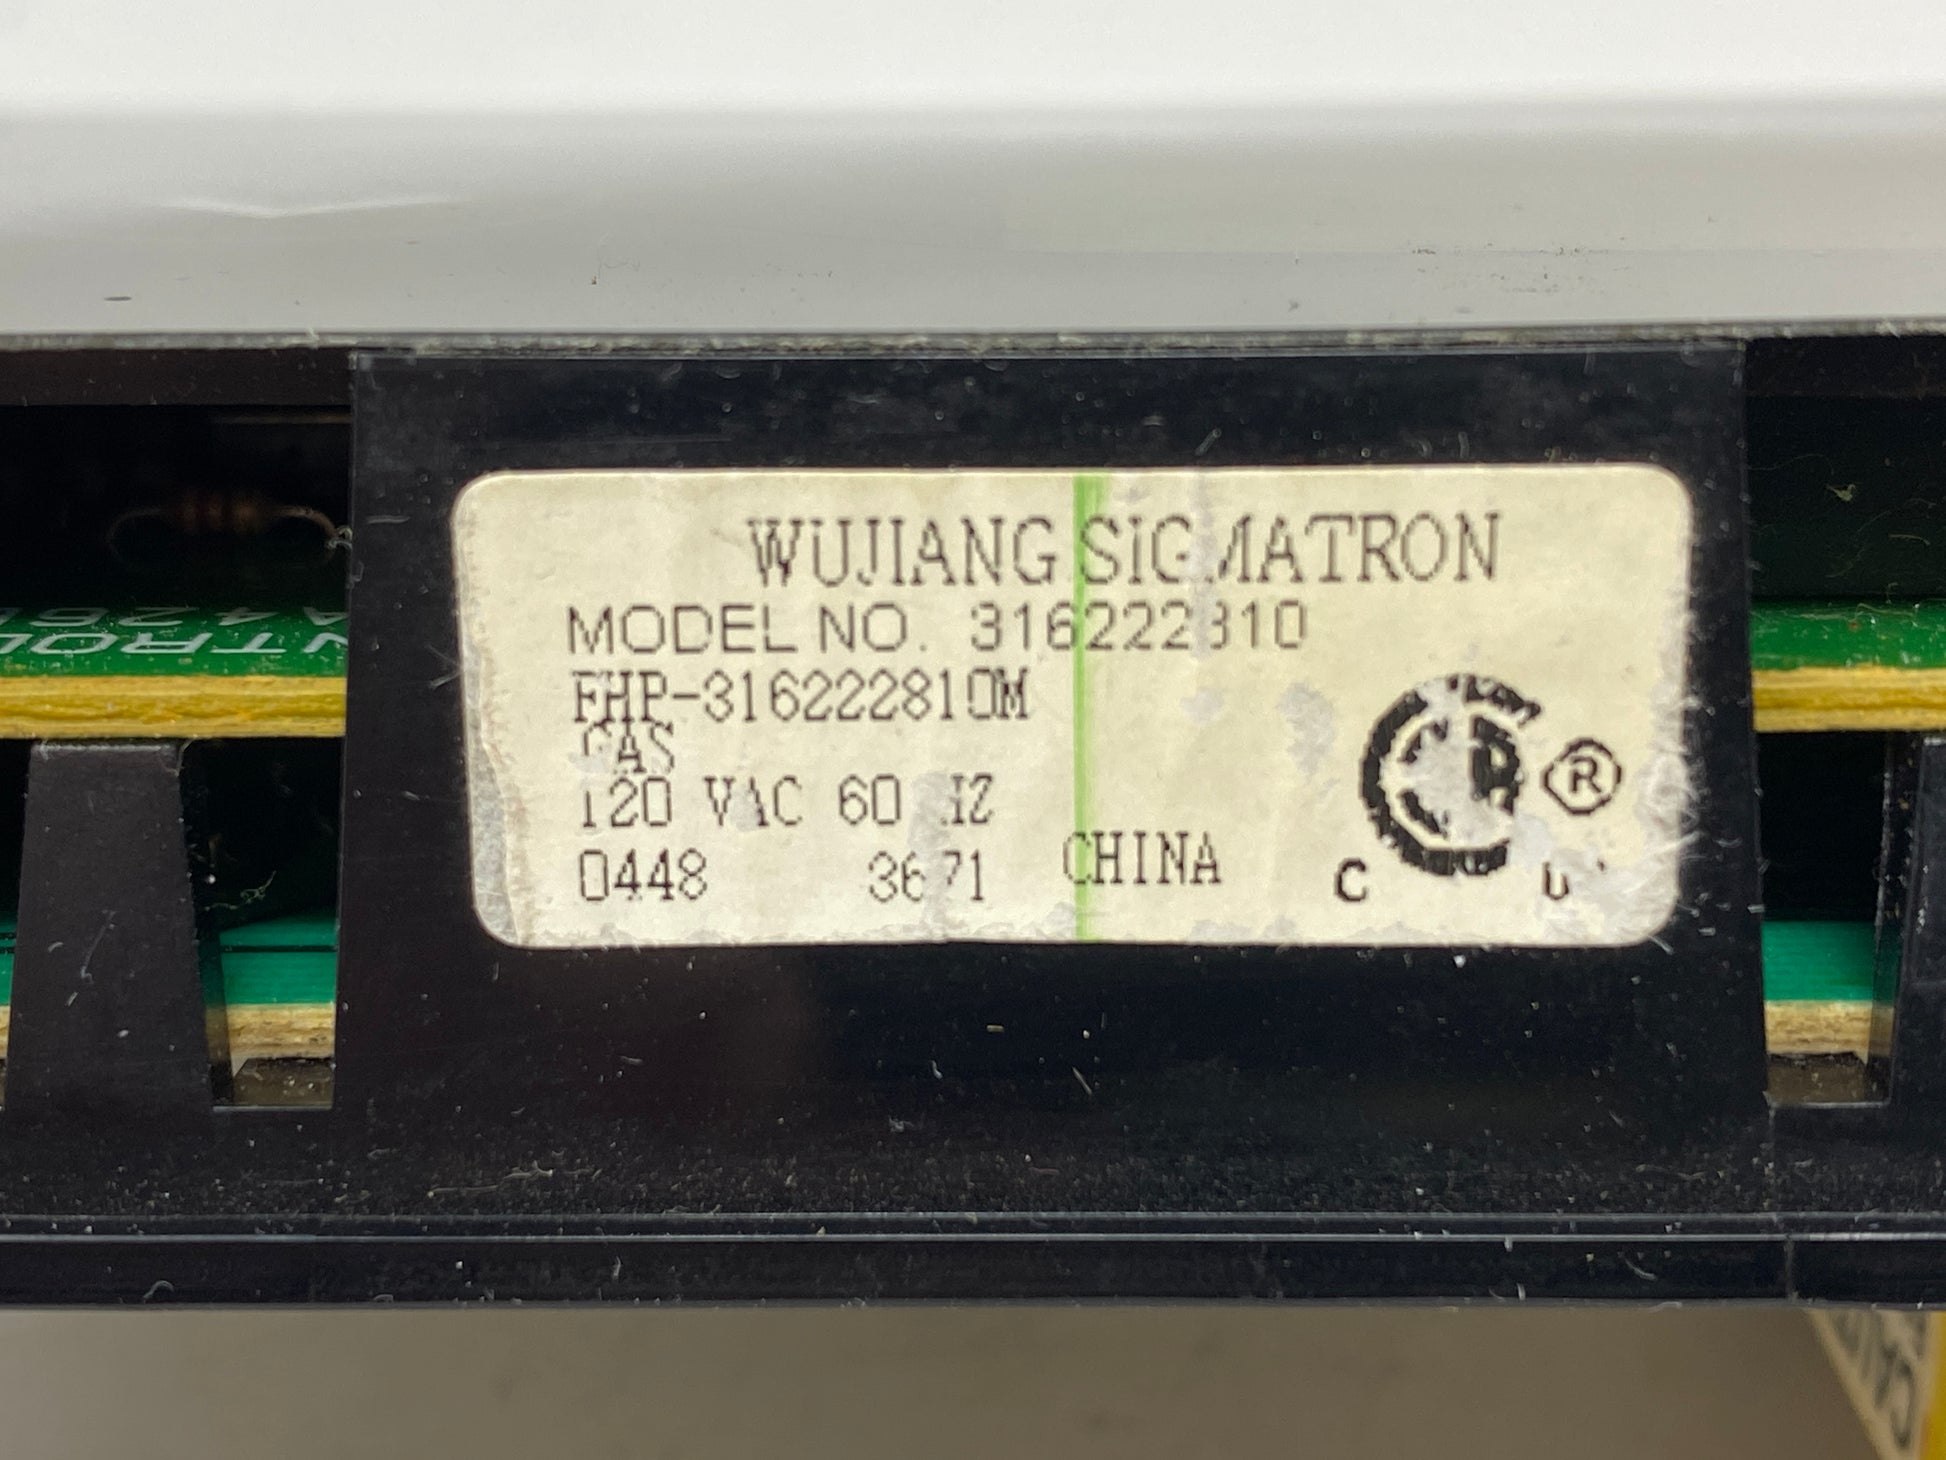 WUJIANG SIGMATRON
MODEL NO. 316222810
FHP-316222810M
GAS
120 VAC 60 HZ
0448 3671 CHINA
®
C